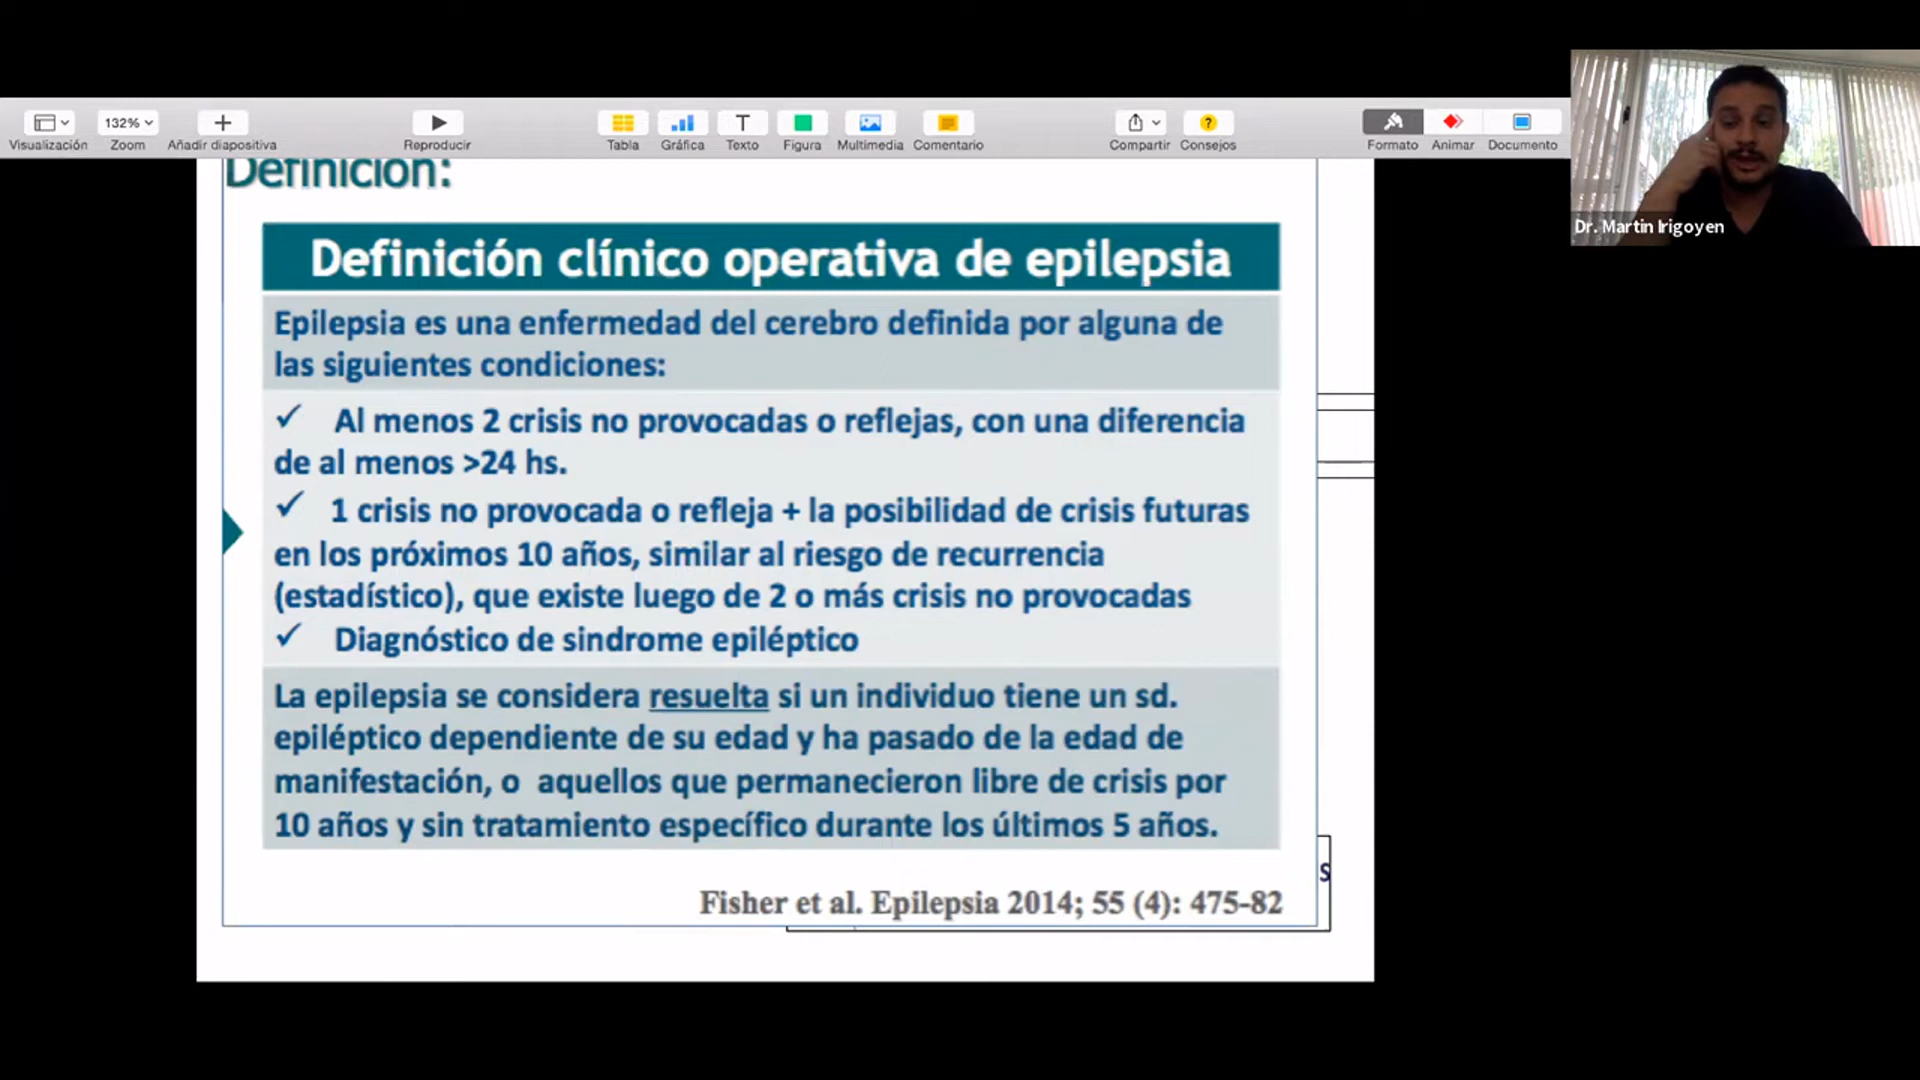 132%
Visualización
Zoom
Añadir diapositiva
Reproducir
Tabla
Gráfica
T
Texto
Figura
Multimedia
Comentario
Compartir
?
Consejos
Formato
Animar
Documento
Dr. Martin Irigoyen
Definición:
Definición clínico operativa de epilepsia
Epilepsia es una enfermedad del cerebro definida por alguna de
las siguientes condiciones:
✓ Al menos 2 crisis no provocadas o reflejas, con una diferencia
de al menos >24 hs.
✓ 1 crisis no provocada o refleja + la posibilidad de crisis futuras
en los próximos 10 años, similar al riesgo de recurrencia
(estadístico), que existe luego de 2 o más crisis no provocadas
✓ Diagnóstico de sindrome epiléptico
La epilepsia se considera resuelta si un individuo tiene un sd.
epiléptico dependiente de su edad y ha pasado de la edad de
manifestación, o aquellos que permanecieron libre de crisis por
10 años y sin tratamiento específico durante los últimos 5 años.
s
Fisher et al. Epilepsia 2014; 55 (4): 475-82